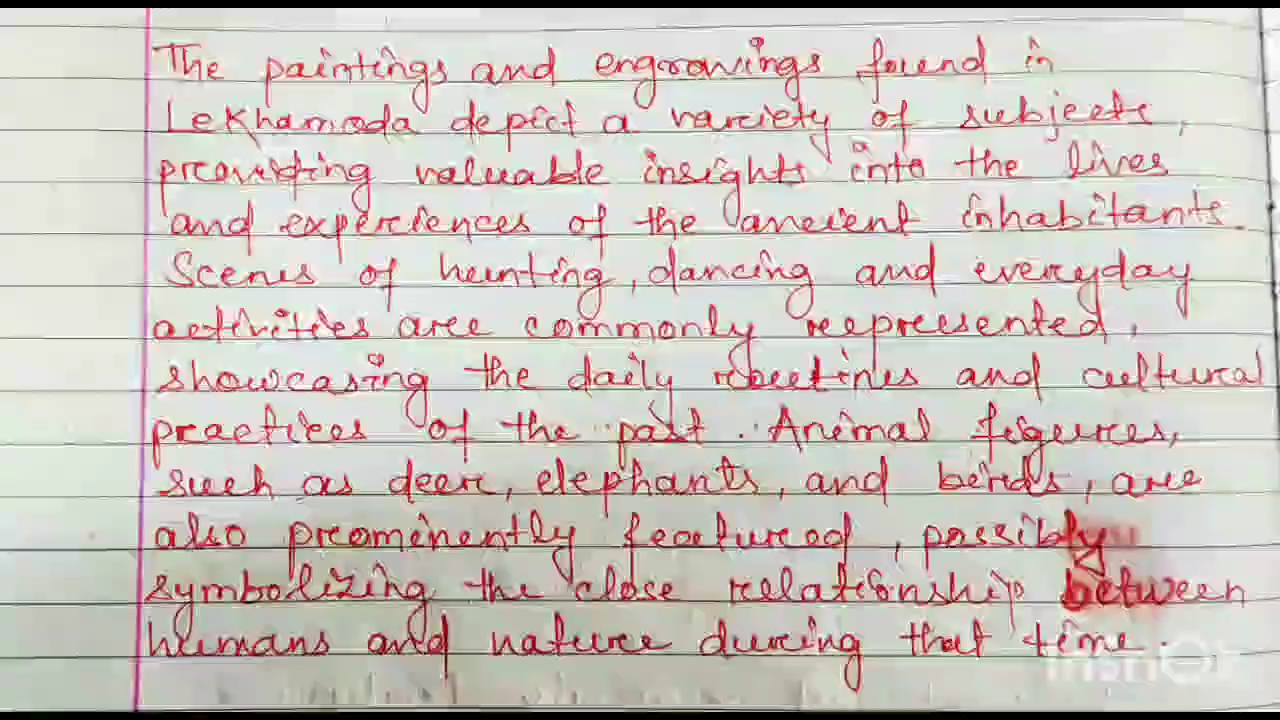 The paintings and engravings found in
Lekhamoda depict a variety of subjects,
providing valuable insights into the lives
and experiences of the ancient inhabitants.
Scenes of hunting, dancing and everyday
activities are commonly represented,
showcasing the daily routines and cultural
practices of the past. Animal figures,
such as deer, elephants, and birds, are
also prominently featured, possibly
symbolizing the close relationship between
humans and nature during that time.